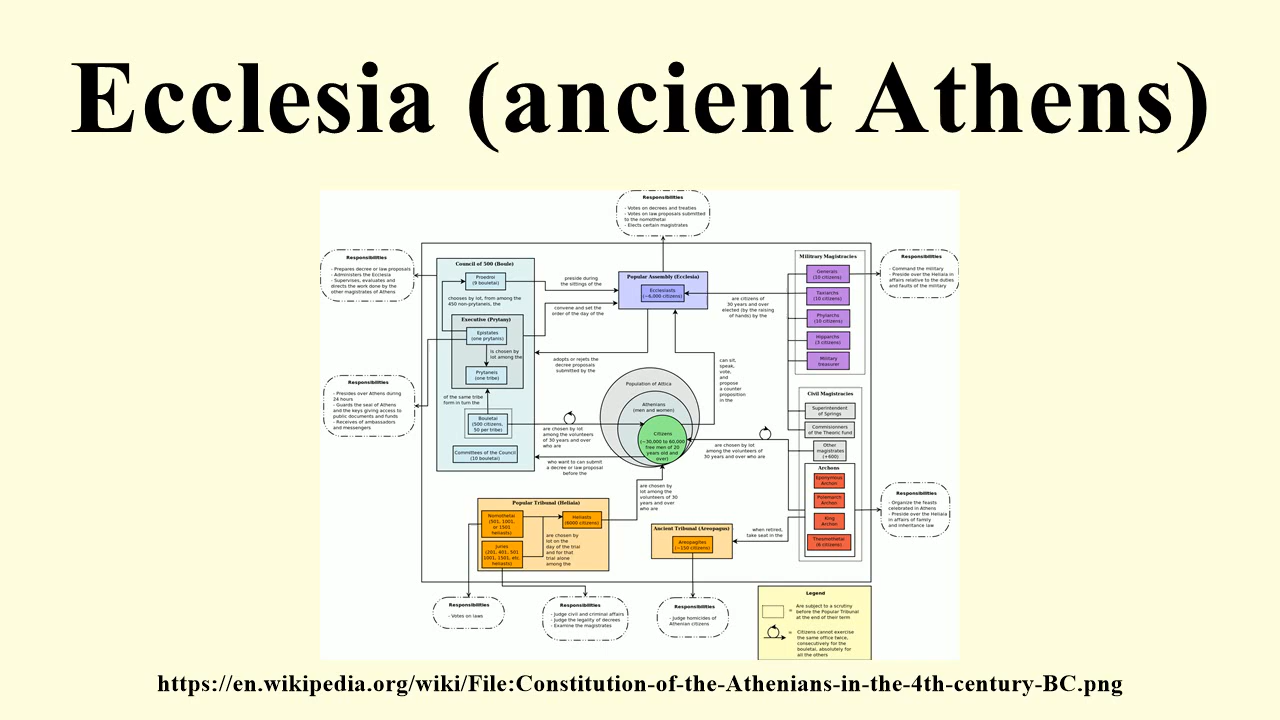 Ecclesia (ancient Athens)
Responsibilities
- Votes on decrees and treaties
- Votes on law proposals submitted
to the nomothetai
- Elects certain magistrates
Responsibilities
- Prepares decree or law proposals
- Administers the Ecclesia
- Supervises, evaluates and
directs the work done by the
other magistrates of Athens
Council of 500 (Boule)
Proedroi
(9 bouletai)
chooses by lot, from among the
450 non-prytaneis, the
Executive (Prytany)
Epistates
(one prytanis)
is chosen by
lot among the
Prytaneis
(one tribe)
of the same tribe
form in turn the
Bouletai
(500 citizens,
50 per tribe)
Committees of the Council
(10 bouletai)
preside during
the sittings of the
convene and set the
order of the day of the
Popular Assembly (Ecclesia)
Ecclesiasts
(~6,000 citizens)
adopts or rejets the
decree proposals
submitted by the
are citizens of
30 years and over
elected (by the raising
of hands) by the
Military Magistracies
Generals
(10 citizens)
Taxiarchs
(10 citizens)
Phylarchs
(10 citizens)
Hipparchs
(3 citizens)
Military
treasurer
Responsibilities
- Command the military
- Preside over the Heliaia in
affairs relative to the duties
and faults of the military
Responsibilities
- Presides over Athens during
24 hours
- Guards the seal of Athens
and the keys giving access to
public documents and funds
- Receives of ambassadors
and messengers
can sit,
speak,
vote,
and
propose
a counter
proposition
in the
Population of Attica
Athenians
(men and women)
Citizens
(~30,000 to 60,000
free men of 20
years old and
over)
are chosen by lot
among the volunteers
of 30 years and over
who are
who want to can submit
a decree or law proposal
before the
are chosen by lot
among the volunteers of
30 years and over who are
are chosen by
lot among the
volunteers of 30
years and over
who are
Civil Magistracies
Superintendent
of Springs
Commisioners
of the Theoric fund
Other
magistrates
(+600)
Archons
Eponymous
Archon
Polemarch
Archon
King
Archon
Thesmothetai
(6 citizens)
Responsibilities
- Organize the feasts
celebrated in Athens
- Preside over the Heliaia
in affairs of family
and inheritance law
when retired,
take seat in the
Popular Tribunal (Heliaia)
Nomothetai
(501, 1001,
or 1501
heliasts)
Heliasts
(6000 citizens)
Juries
(201, 401, 501
1001, 1501, etc.
heliasts)
are chosen by
lot on the
day of the trial
and for that
trial alone
among the
Ancient Tribunal (Areopagus)
Areopagites
(~150 citizens)
Responsibilities
- Votes on laws
Responsibilities
- Judge civil and criminal affairs
- Judge the legality of decrees
- Examine the magistrates
Responsibilities
- Judge homicides of
Athenian citizens
Legend
= Are subject to a scrutiny
before the Popular Tribunal
at the end of their term
= Citizens cannot exercise
the same office twice,
consecutively for the
bouletai, absolutely for
all the others
https://en.wikipedia.org/wiki/File:Constitution-of-the-Athenians-in-the-4th-century-BC.png